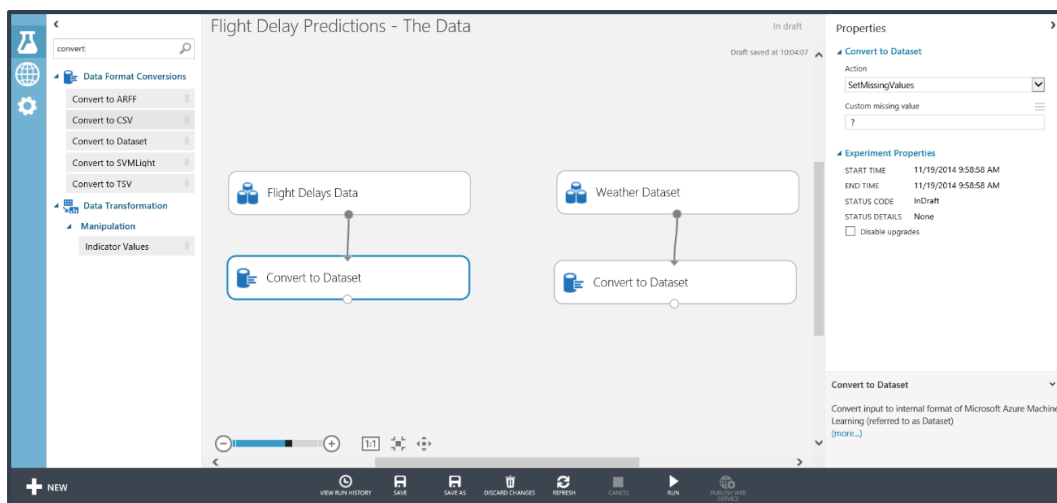 Flight Delay Predictions - The Data
In draft
Draft saved at 10:04:07
convert
Data Format Conversions
Convert to ARFF
Convert to CSV
Convert to Dataset
Convert to SVMLight
Convert to TSV
Data Transformation
Manipulation
Indicator Values
Flight Delays Data
Weather Dataset
Convert to Dataset
Convert to Dataset
1:1
Properties
Convert to Dataset
Action
SetMissingValues
Custom missing value
?
Experiment Properties
START TIME 11/19/2014 9:58:58 AM
END TIME 11/19/2014 9:58:58 AM
STATUS CODE InDraft
STATUS DETAILS None
Disable upgrades
Convert to Dataset
Convert input to internal format of Microsoft Azure Machine
Learning (referred to as Dataset)
(more...)
NEW
VIEW RUN HISTORY
SAVE
SAVE AS
DISCARD CHANGES
REFRESH
CANCEL
RUN
PUBLISH WEB
SERVICE